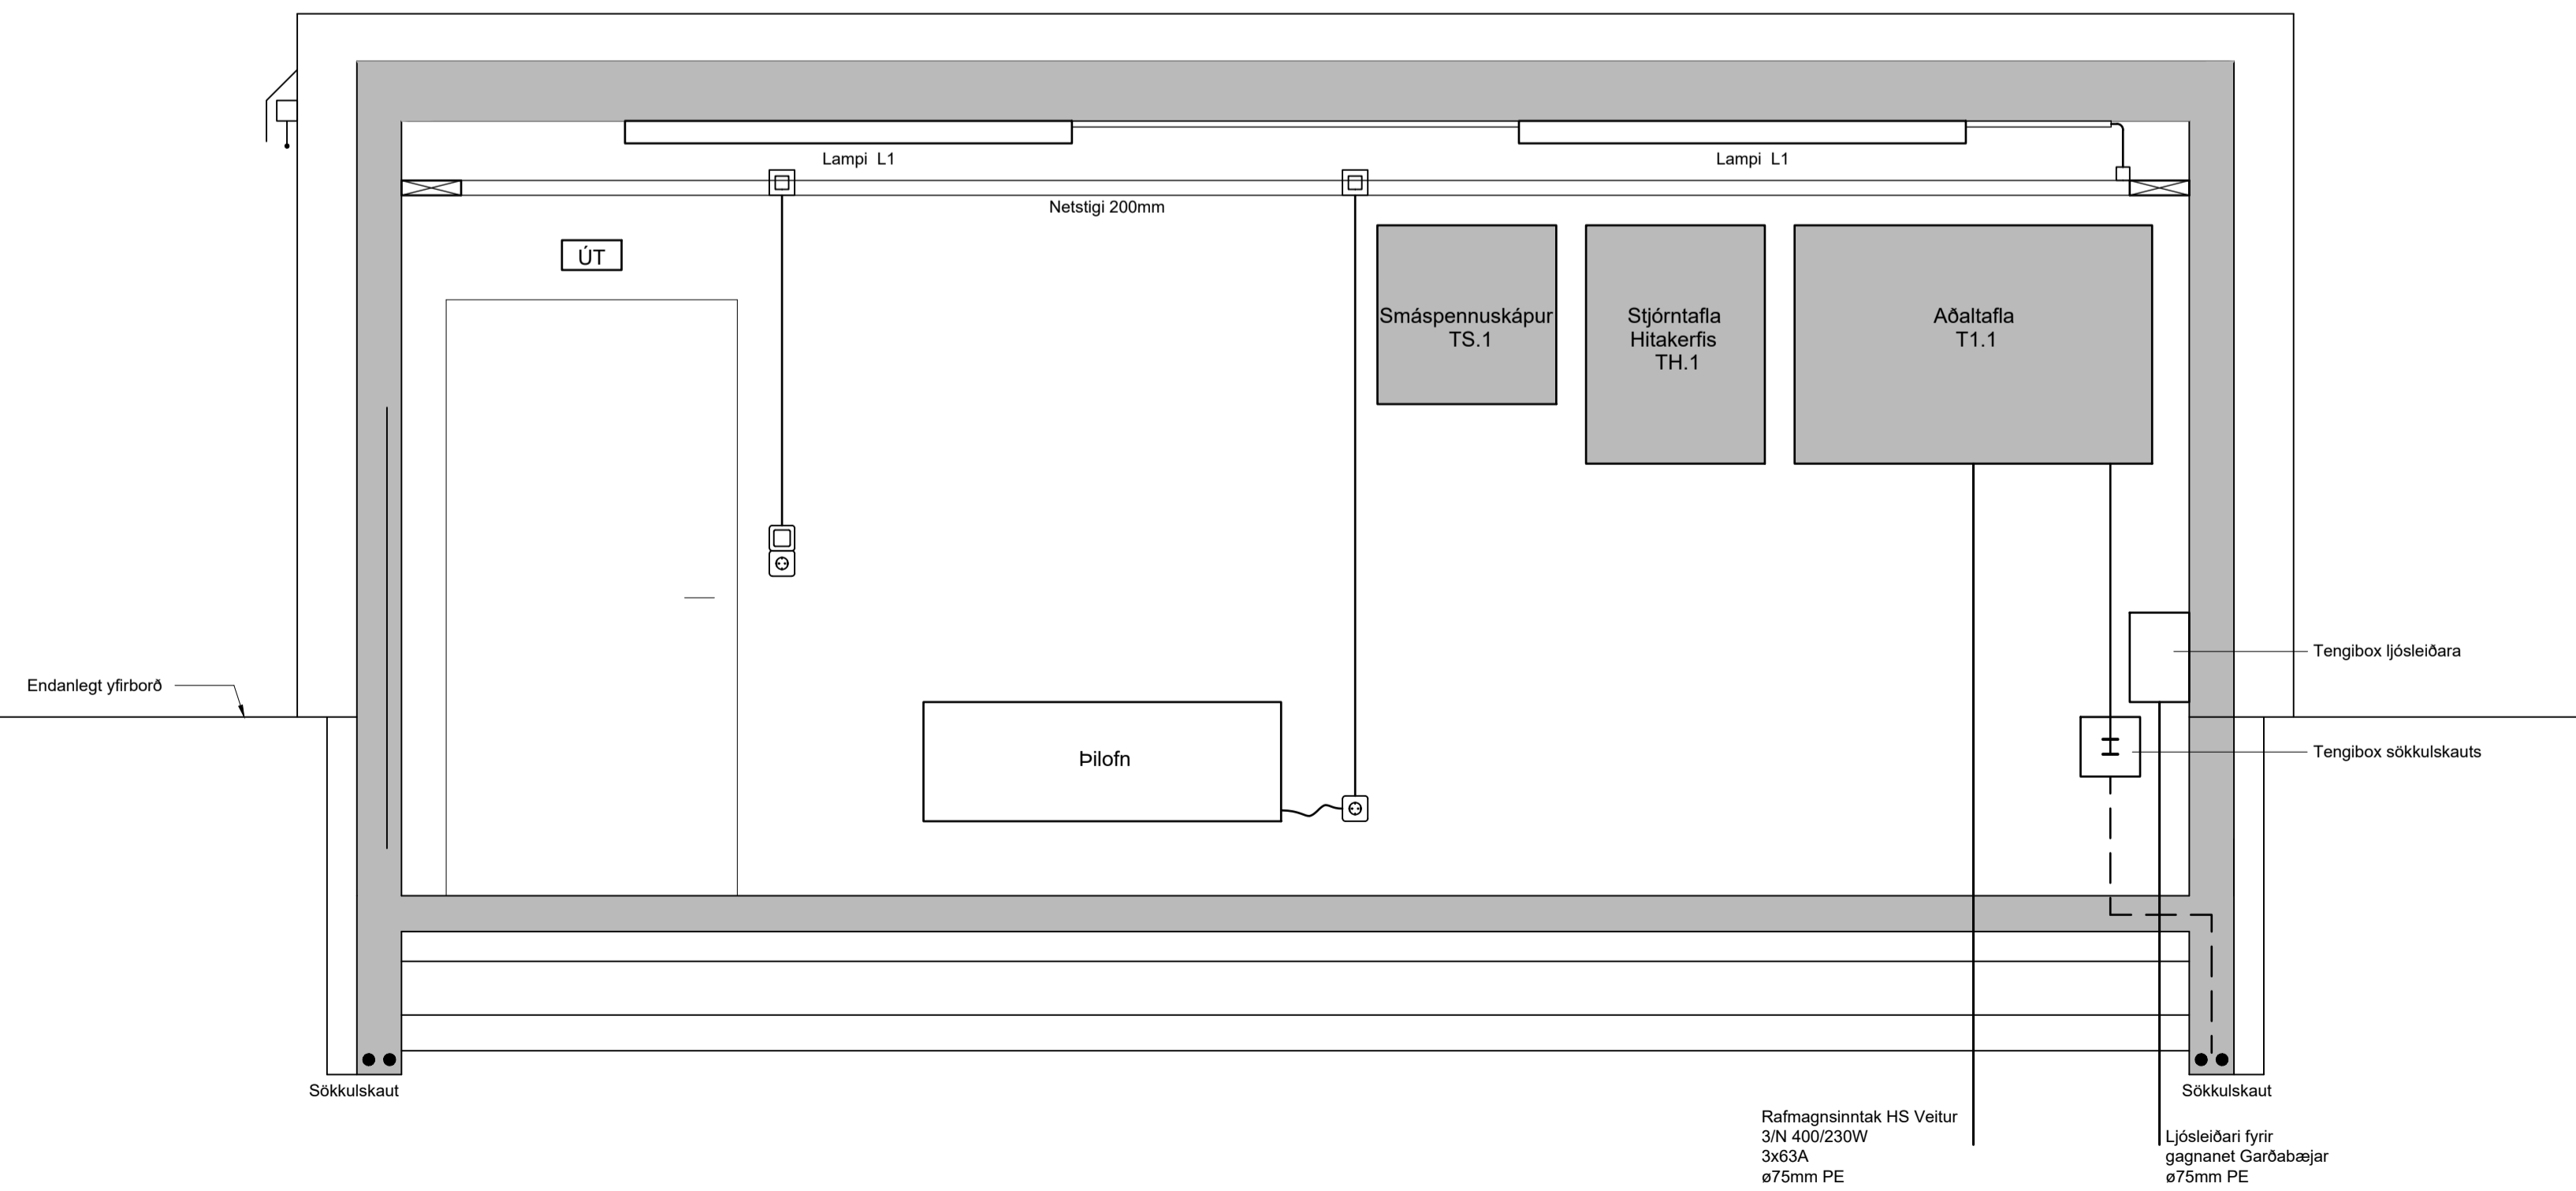 Lampi L1
Lampi L1
Netstigi 200mm
ÚT
Smáspennuskápur
TS.1
Stjórntafla
Hitakerfis
TH.1
Aðaltafla
T1.1
Tengibox ljósleiðara
Endanlegt yfirborð
Tengibox sökkulskauts
Þilofn
Sökkulskaut
Sökkulskaut
Rafmagnsinntak HS Veitur
3/N 400/230W
3x63A
ø75mm PE
Ljósleiðari fyrir
gagnanet Garðabæjar
ø75mm PE